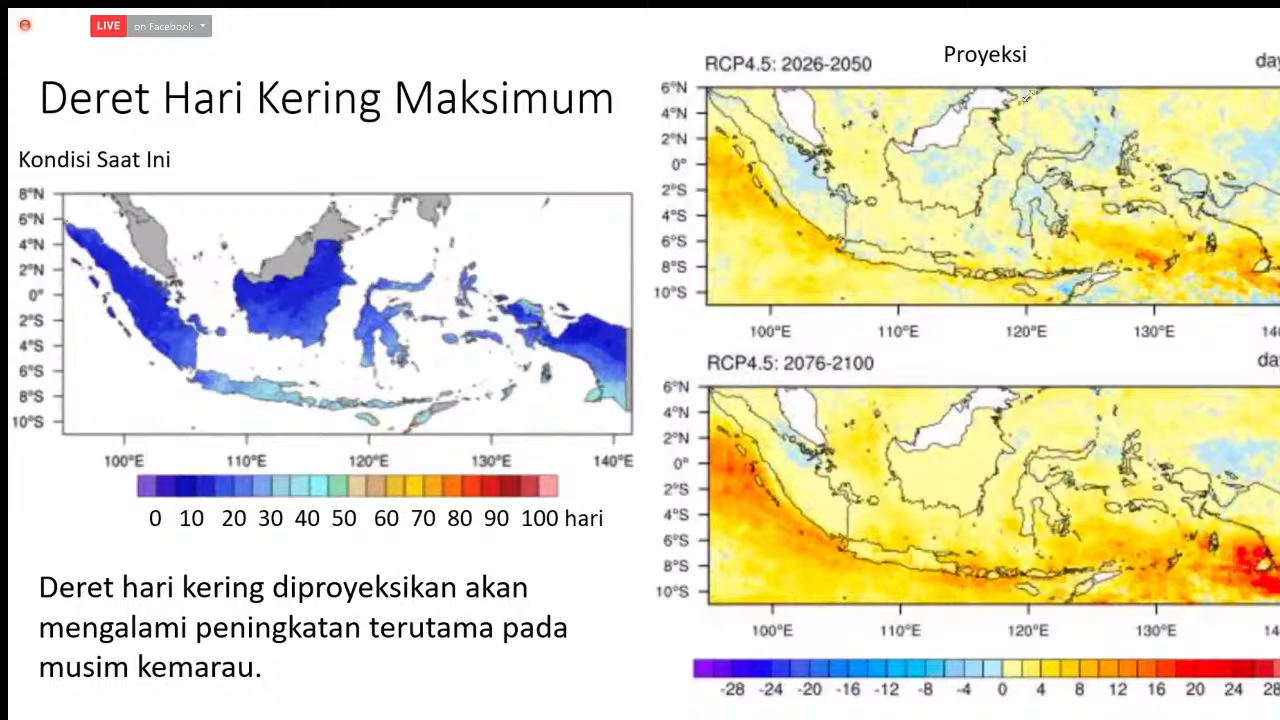 LIVE on Facebook
Deret Hari Kering Maksimum
Kondisi Saat Ini
8°N
6°N
4°N
2°N
0°
2°S
4°S
6°S
8°S
10°S
100°E 110°E 120°E 130°E 140°E
0 10 20 30 40 50 60 70 80 90 100 hari
Deret hari kering diproyeksikan akan
mengalami peningkatan terutama pada
musim kemarau.
Proyeksi
RCP4.5: 2026-2050
6°N
4°N
2°N
0°
2°S
4°S
6°S
8°S
10°S
100°E 110°E 120°E 130°E
RCP4.5: 2076-2100
6°N
4°N
2°N
0°
2°S
4°S
6°S
8°S
10°S
100°E 110°E 120°E 130°E
-28 -24 -20 -16 -12 -8 -4 0 4 8 12 16 20 24 28